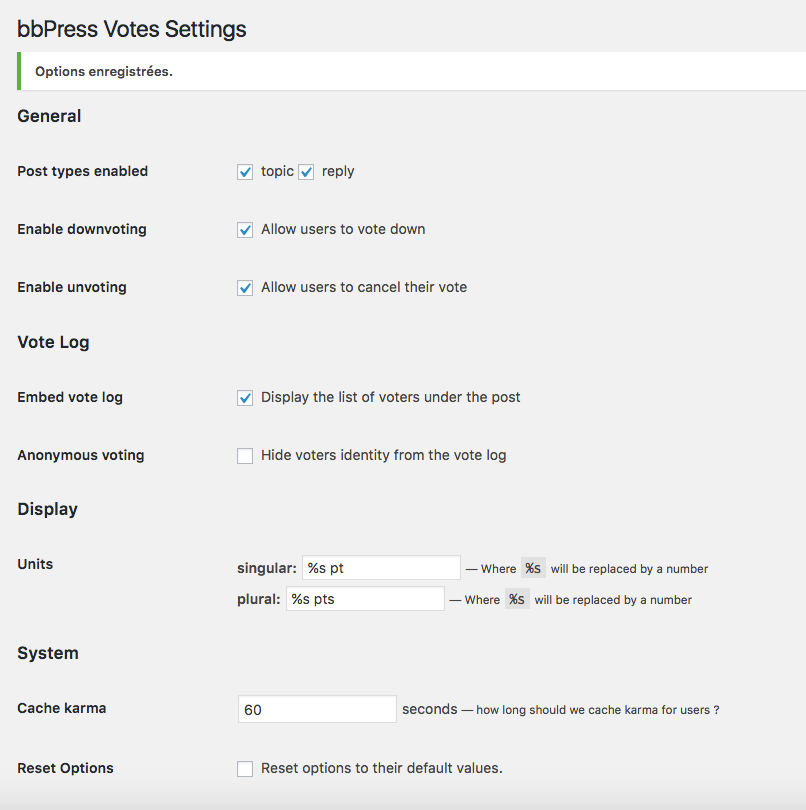 bbPress Votes Settings
Options enregistrées.
General
Post types enabled topic reply
Enable downvoting Allow users to vote down
Enable unvoting Allow users to cancel their vote
Vote Log
Embed vote log Display the list of voters under the post
Anonymous voting Hide voters identity from the vote log
Display
Units singular: %s pt — Where %s will be replaced by a number
plural: %s pts — Where %s will be replaced by a number
System
Cache karma 60 seconds — how long should we cache karma for users ?
Reset Options Reset options to their default values.